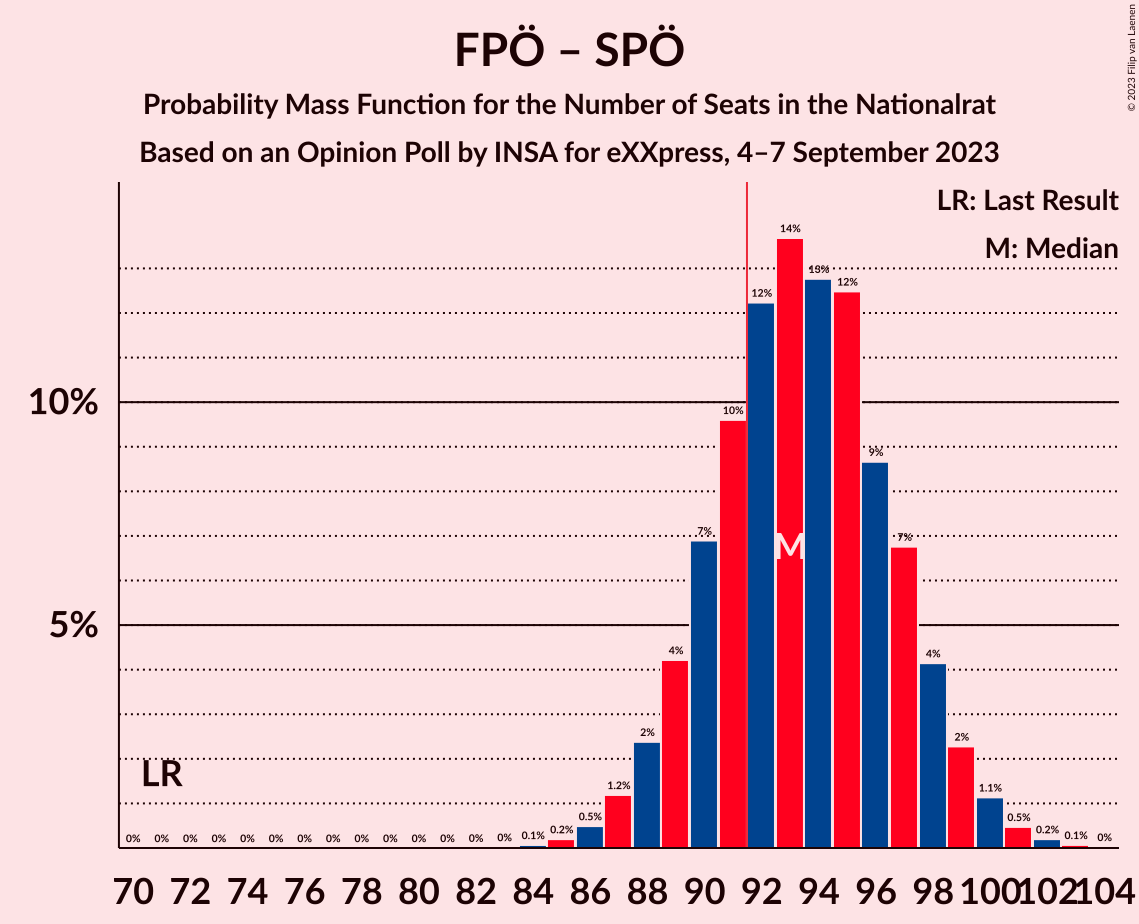 FPÖ – SPÖ
Probability Mass Function for the Number of Seats in the Nationalrat
Based on an Opinion Poll by INSA for eXXpress, 4–7 September 2023
© 2023 Filip van Laenen
LR: Last Result
M: Median
10%
5%
LR
M
0% 0% 0% 0% 0% 0% 0% 0% 0% 0% 0% 0% 0% 0% 0.1% 0.2% 0.5% 1.2% 2% 4% 7% 10% 12% 14% 13% 12% 9% 7% 4% 2% 1.1% 0.5% 0.2% 0.1% 0%
70 72 74 76 78 80 82 84 86 88 90 92 94 96 98 100 102 104